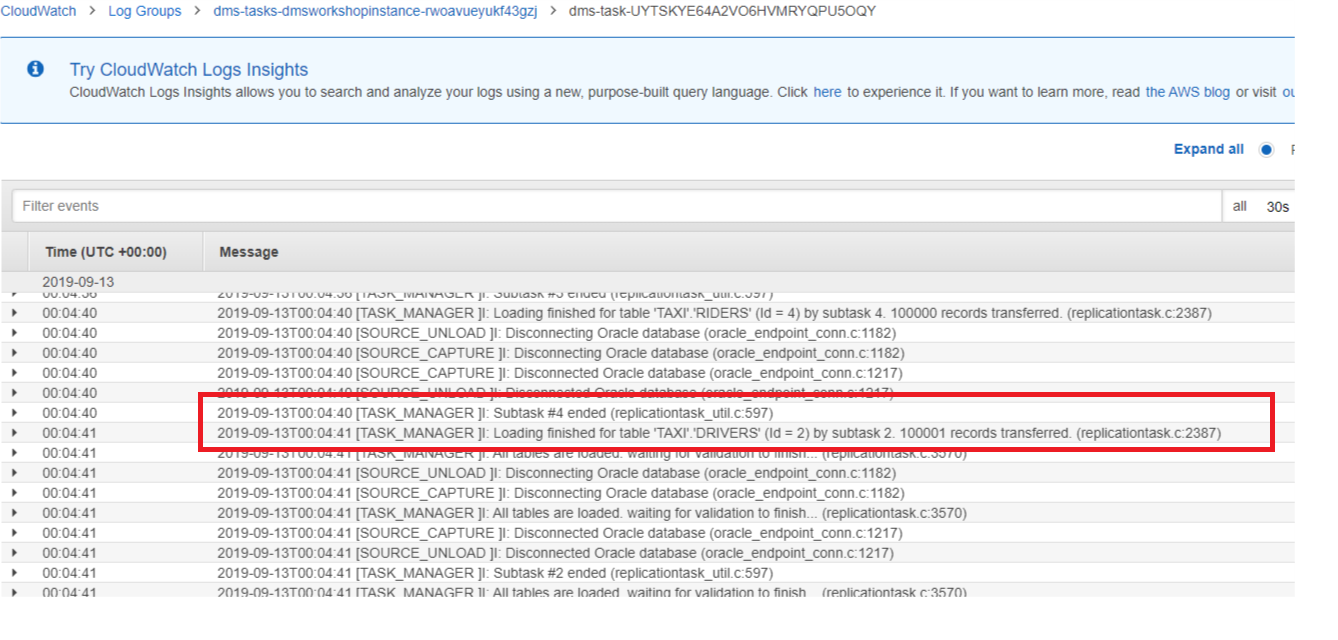 CloudWatch > Log Groups > dms-tasks-dmsworkshopinstance-rwoavueyukf43gzj > dms-task-UYTSKYE64A2VO6HVMRYQPU5OQY
Try CloudWatch Logs Insights
CloudWatch Logs Insights allows you to search and analyze your logs using a new, purpose-built query language. Click here to experience it. If you want to learn more, read the AWS blog or visit
Expand all
Filter events all 30s
Time (UTC +00:00) Message
2019-09-13
00:04:36 2019-09-13T00:04:36 [TASK_MANAGER ]I: Subtask #3 ended (replicationtask_util.c:597)
00:04:40 2019-09-13T00:04:40 [TASK_MANAGER ]I: Loading finished for table 'TAXI'.'RIDERS' (Id = 4) by subtask 4. 100000 records transferred. (replicationtask.c:2387)
00:04:40 2019-09-13T00:04:40 [SOURCE_UNLOAD ]I: Disconnecting Oracle database (oracle_endpoint_conn.c:1182)
00:04:40 2019-09-13T00:04:40 [SOURCE_CAPTURE ]I: Disconnecting Oracle database (oracle_endpoint_conn.c:1182)
00:04:40 2019-09-13T00:04:40 [SOURCE_CAPTURE ]I: Disconnected Oracle database (oracle_endpoint_conn.c:1217)
00:04:40 2019-09-13T00:04:40 [SOURCE_UNLOAD ]I: Disconnected Oracle database (oracle_endpoint_conn.c:1217)
00:04:40 2019-09-13T00:04:40 [TASK_MANAGER ]I: Subtask #4 ended (replicationtask_util.c:597)
00:04:41 2019-09-13T00:04:41 [TASK_MANAGER ]I: Loading finished for table 'TAXI'.'DRIVERS' (Id = 2) by subtask 2. 100001 records transferred. (replicationtask.c:2387)
00:04:41 2019-09-13T00:04:41 [TASK_MANAGER ]I: All tables are loaded. waiting for validation to finish... (replicationtask.c:3570)
00:04:41 2019-09-13T00:04:41 [SOURCE_UNLOAD ]I: Disconnecting Oracle database (oracle_endpoint_conn.c:1182)
00:04:41 2019-09-13T00:04:41 [SOURCE_CAPTURE ]I: Disconnecting Oracle database (oracle_endpoint_conn.c:1182)
00:04:41 2019-09-13T00:04:41 [TASK_MANAGER ]I: All tables are loaded. waiting for validation to finish... (replicationtask.c:3570)
00:04:41 2019-09-13T00:04:41 [SOURCE_CAPTURE ]I: Disconnected Oracle database (oracle_endpoint_conn.c:1217)
00:04:41 2019-09-13T00:04:41 [SOURCE_UNLOAD ]I: Disconnected Oracle database (oracle_endpoint_conn.c:1217)
00:04:41 2019-09-13T00:04:41 [TASK_MANAGER ]I: Subtask #2 ended (replicationtask_util.c:597)
00:04:41 2019-09-13T00:04:41 [TASK_MANAGER ]I: All tables are loaded. waiting for validation to finish... (replicationtask.c:3570)